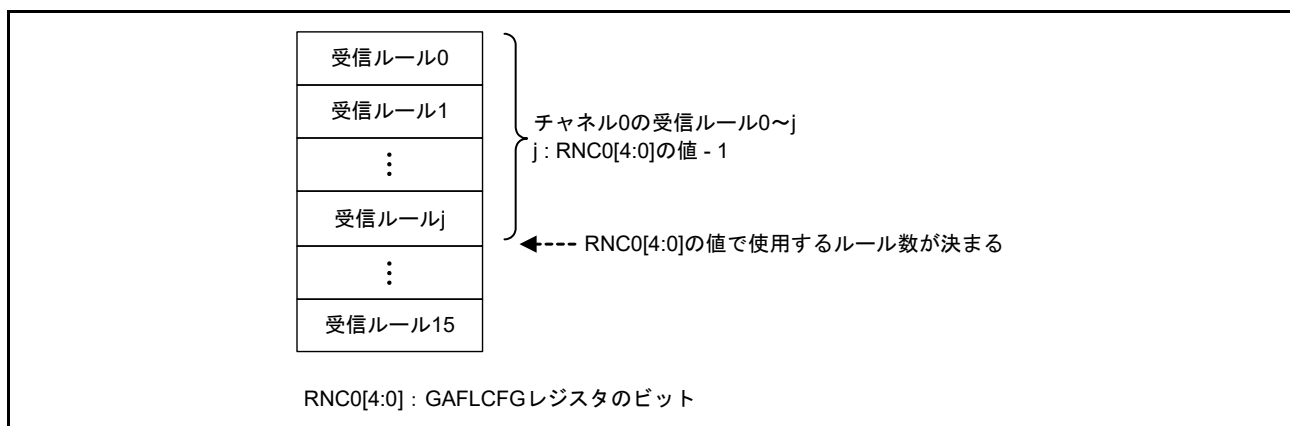 受信ルール0
受信ルール1
⋮
受信ルールj
⋮
受信ルール15
チャネル0の受信ルール0～j
j : RNC0[4:0]の値 - 1
RNC0[4:0]の値で使用するルール数が決まる
RNC0[4:0]：GAFLCFGレジスタのビット